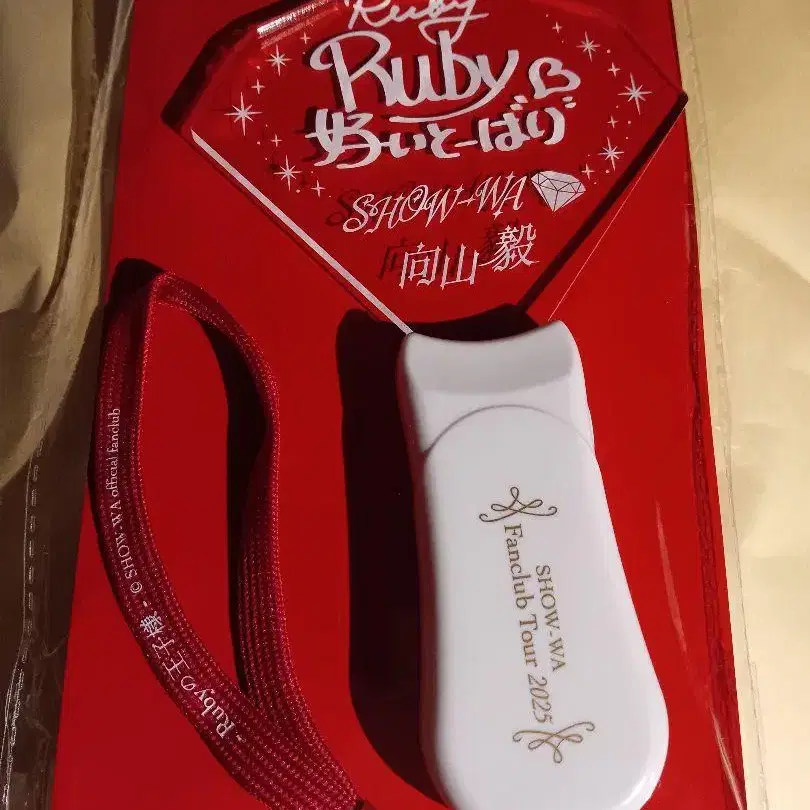 Ruby
Ruby♡
好いとーばい
SHOW-WA
向山毅
SHOW-WA
Fanclub Tour 2025
- Rubyの王子様 - © SHOW-WA official fanclub